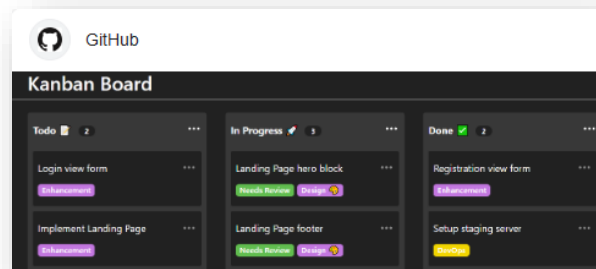 GitHub
Kanban Board
Todo 📝 2 ...
Login view form ...
Enhancement
Implement Landing Page ...
Enhancement
In Progress 🚀 3 ...
Landing Page hero block ...
Needs Review Design 🎨
Landing Page footer ...
Needs Review Design 🎨
Done ✅ 2 ...
Registration view form ...
Enhancement
Setup staging server ...
DevOps